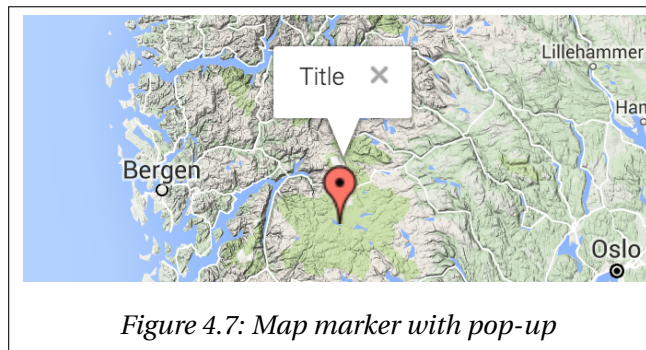 Lillehammer
Title ×
Ham
Bergen
Oslo
Figure 4.7: Map marker with pop-up